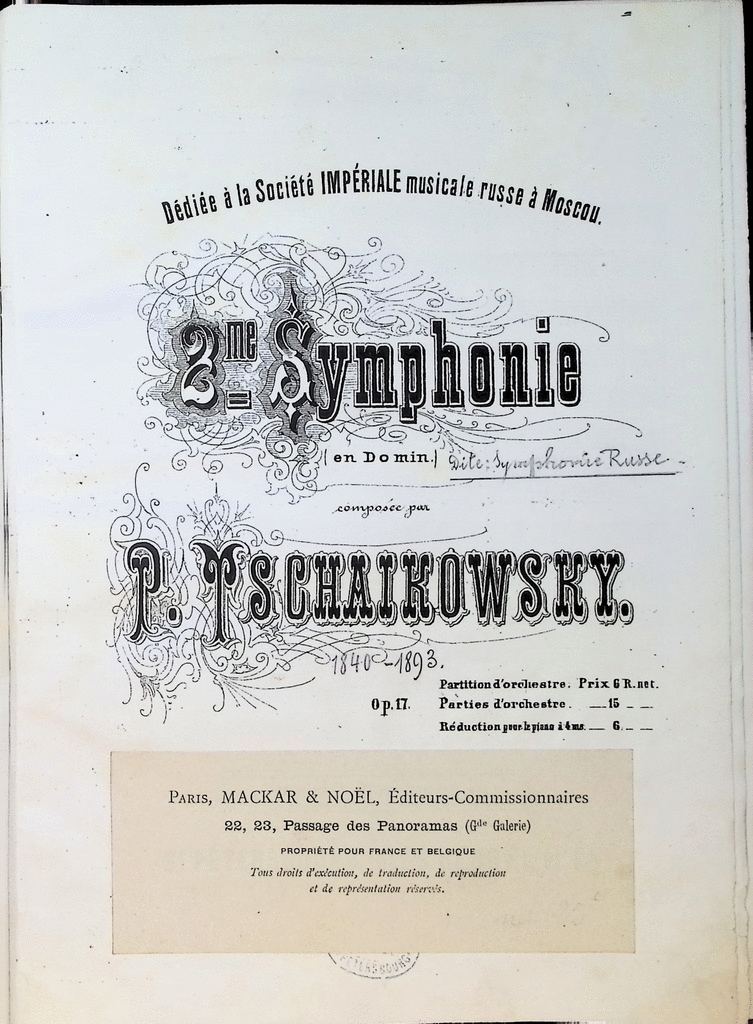 Dédiée à la Société IMPÉRIALE musicale russe à Moscou.
2me Symphonie
(en Do min.) Dite: Symphonie Russe
composée par
P. TSCHAIKOWSKY.
1840-1893.
Partition d'orchestre. Prix 6 R. net.
Op. 17. Parties d'orchestre. — 15 — —
Réduction pour le piano à 4 ms. — 6. — —
PARIS, MACKAR & NOËL, Éditeurs-Commissionnaires
22, 23, Passage des Panoramas (Gde Galerie)
PROPRIÉTÉ POUR FRANCE ET BELGIQUE
Tous droits d'exécution, de traduction, de reproduction
et de représentation réservés.
PETERSBOURG